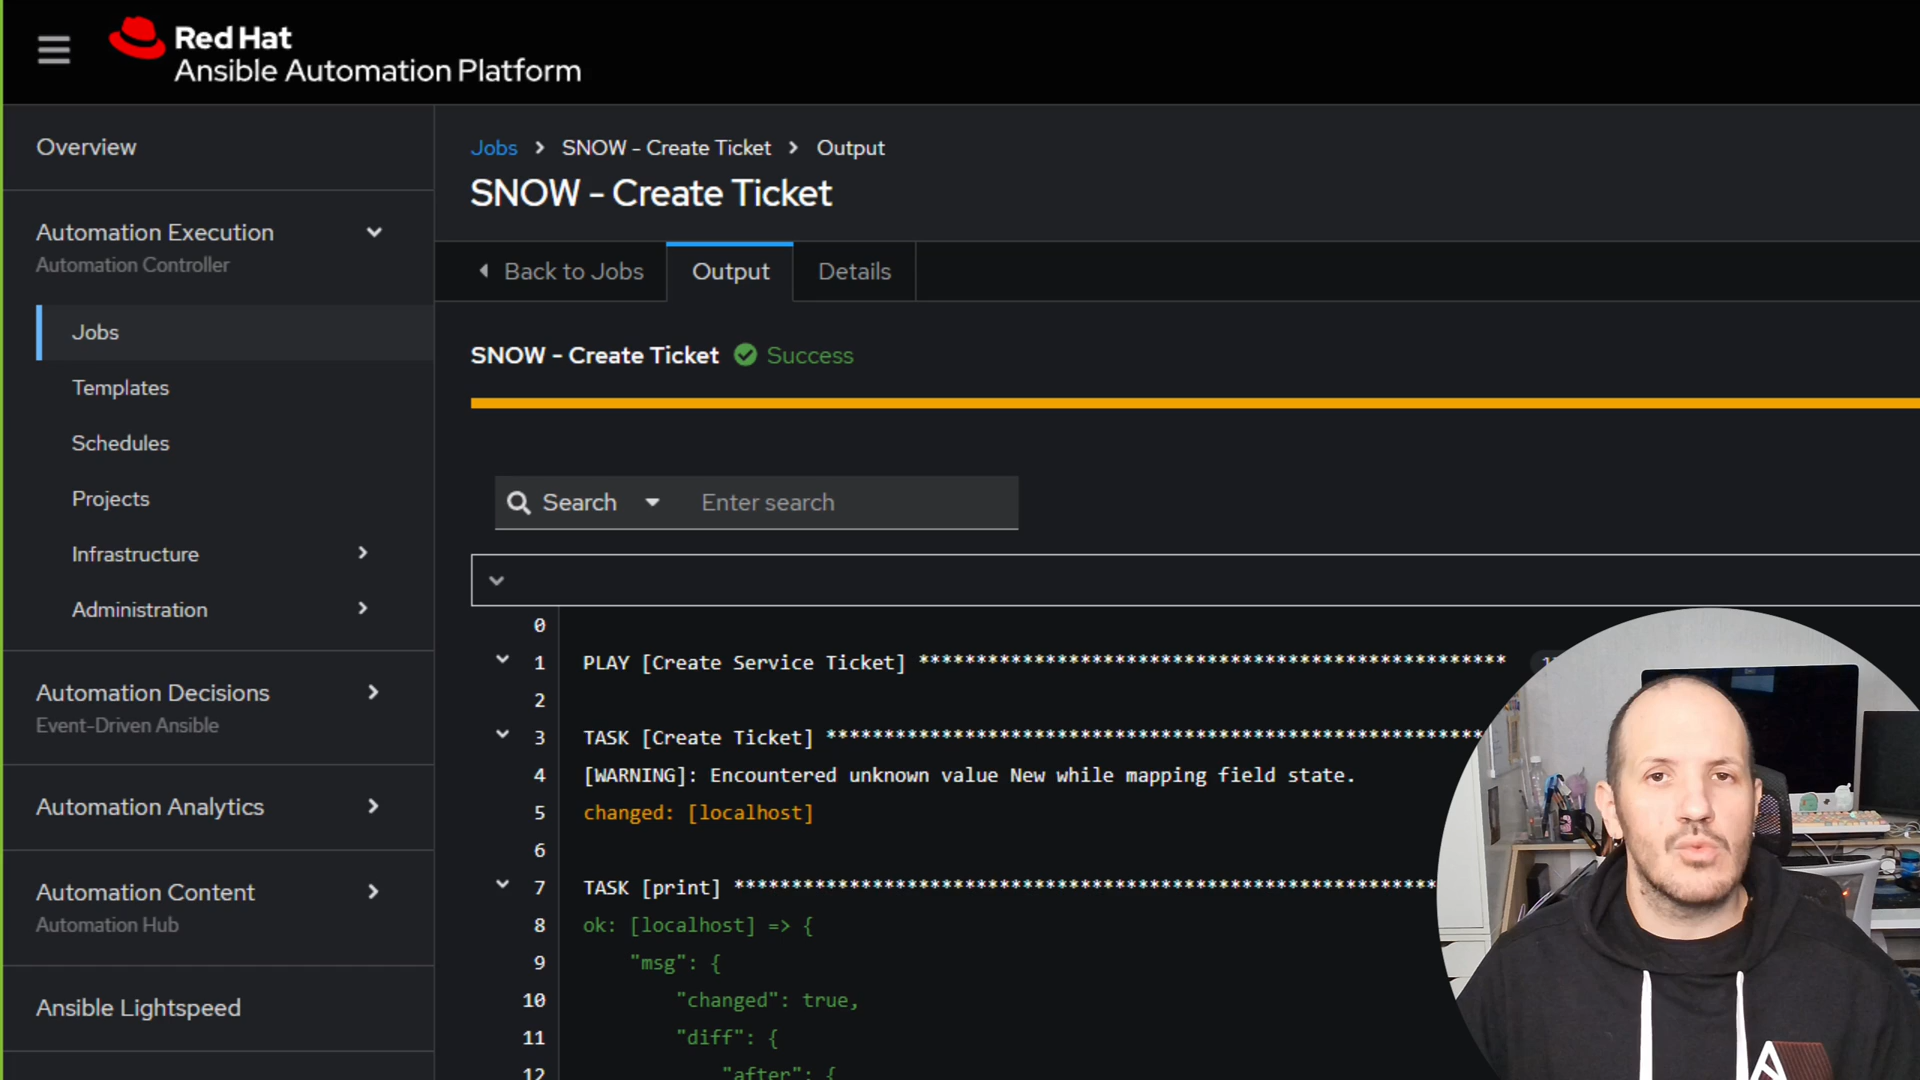 Red Hat
Ansible Automation Platform
Overview
Automation Execution
Automation Controller
Jobs
Templates
Schedules
Projects
Infrastructure
Administration
Automation Decisions
Event-Driven Ansible
Automation Analytics
Automation Content
Automation Hub
Ansible Lightspeed
Jobs > SNOW - Create Ticket > Output
SNOW - Create Ticket
Back to Jobs Output Details
SNOW - Create Ticket Success
Search Enter search
0
1 PLAY [Create Service Ticket] ***************************************************
2
3 TASK [Create Ticket] *********************************************************
4 [WARNING]: Encountered unknown value New while mapping field state.
5 changed: [localhost]
6
7 TASK [print] *************************************************************
8 ok: [localhost] => {
9 "msg": {
10 "changed": true,
11 "diff": {
12 "after": {